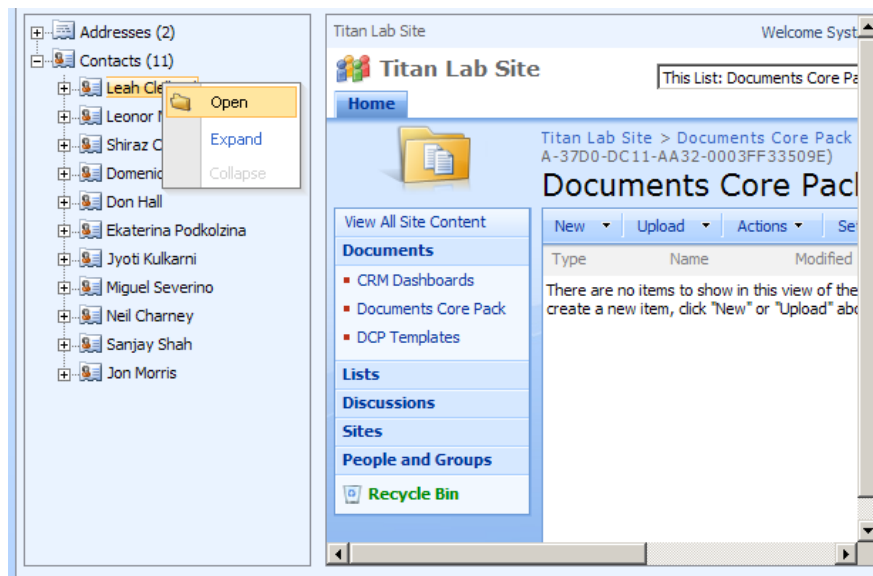 Addresses (2)
Contacts (11)
Leah
Leonor
Shiraz
Domenic
Don Hall
Ekaterina Podkolzina
Jyoti Kulkarni
Miguel Severino
Neil Charney
Sanjay Shah
Jon Morris
Open
Expand
Collapse
Titan Lab Site
Welcome Syst
Titan Lab Site
This List: Documents Core Pa
Home
Titan Lab Site > Documents Core Pack
A-37D0-DC11-AA32-0003FF33509E)
Documents Core Pack
View All Site Content
Documents
CRM Dashboards
Documents Core Pack
DCP Templates
Lists
Discussions
Sites
People and Groups
Recycle Bin
New Upload Actions Se
Type Name Modified
There are no items to show in this view of the
create a new item, click "New" or "Upload" abo